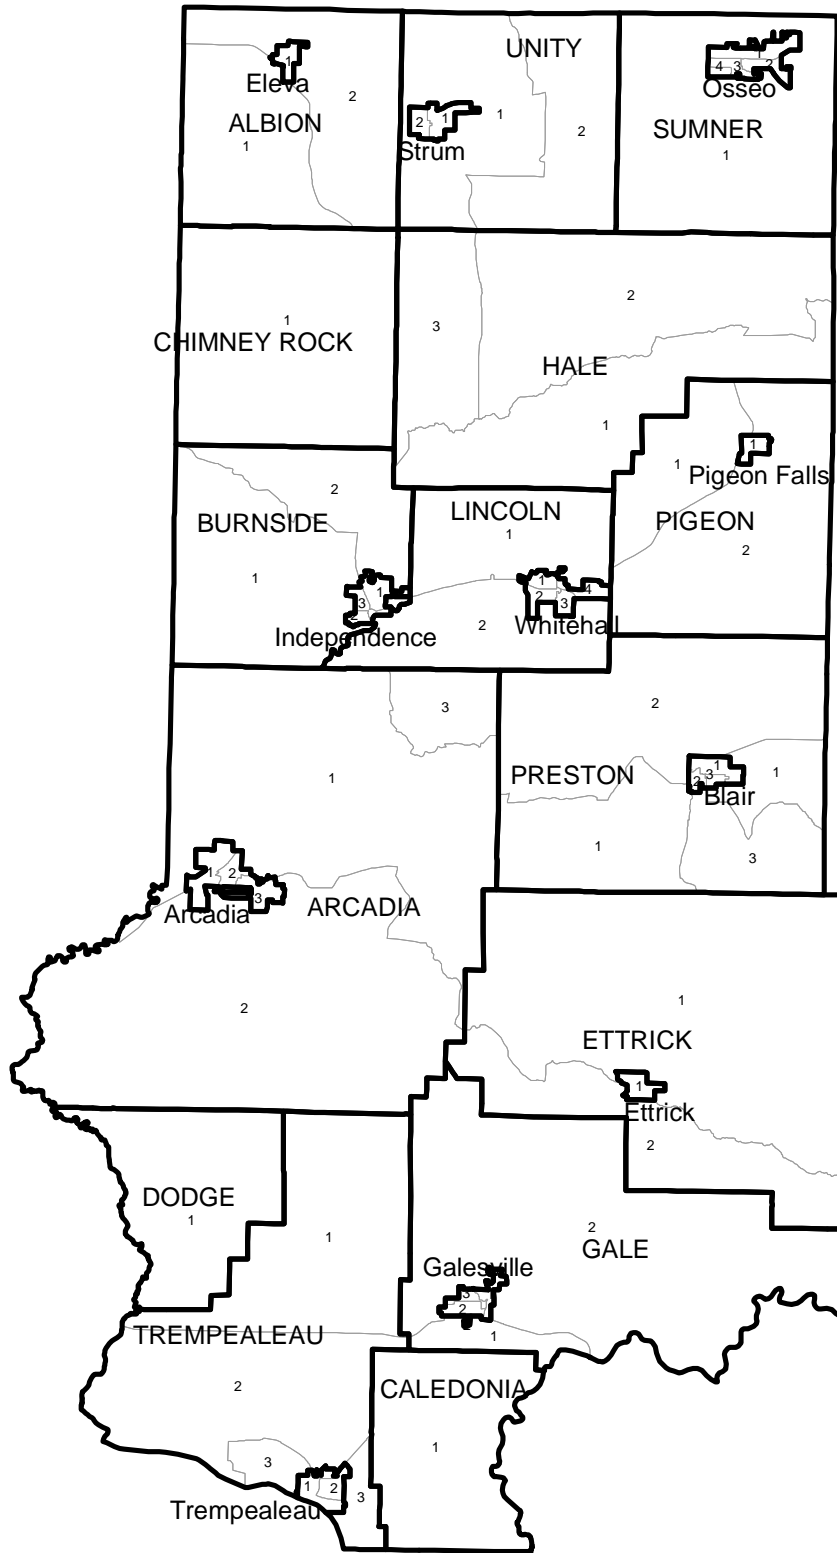 UNITY
1
1
4 3 2
Eleva
2
Osseo
ALBION
2 1
1
2
SUMNER
1
Strum
1
1
2
3
CHIMNEY ROCK
HALE
1
1
1
Pigeon Falls
2
LINCOLN
BURNSIDE
PIGEON
1
2
1
1
1
4
3
2
3
2
Independence
2
Whitehall
3
2
1
PRESTON
1
1
2
3
Blair
1
3
1
2
3
Arcadia
ARCADIA
2
1
ETTRICK
1
Ettrick
2
DODGE
1
1
2
GALE
Galesville
3
2
TREMPEALEAU
1
2
CALEDONIA
1
3
1
2
3
Trempealeau